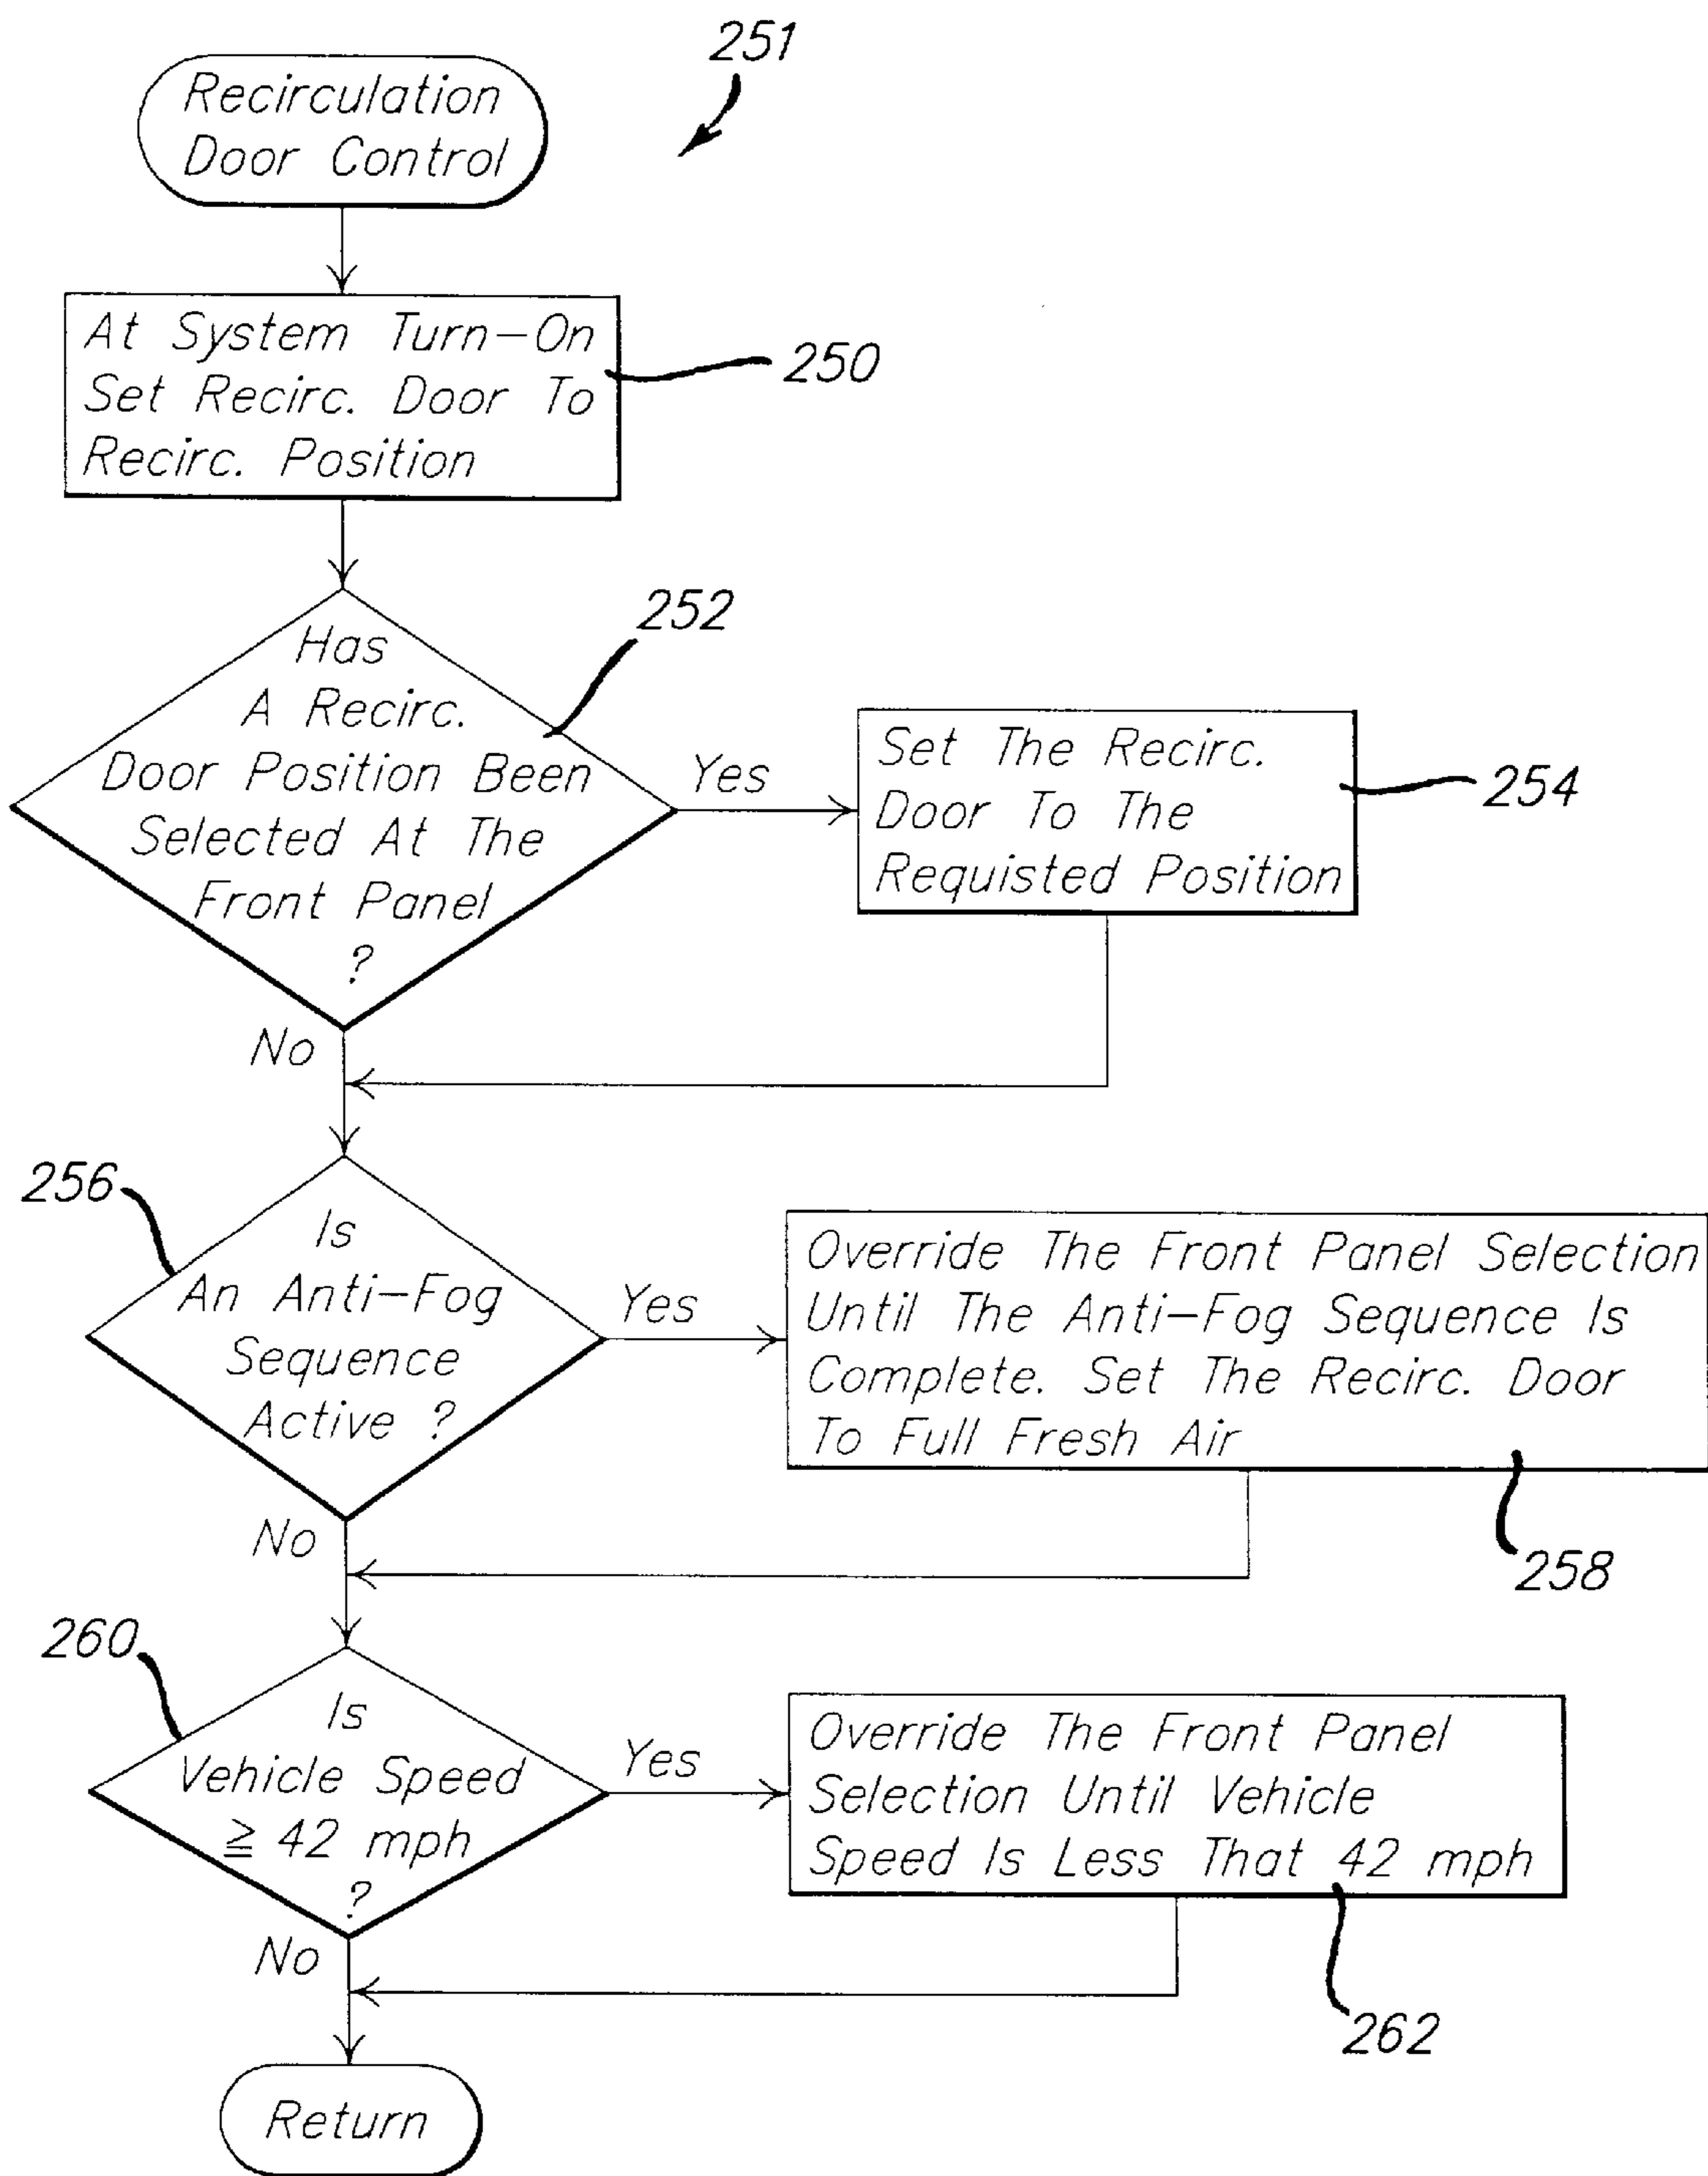 251
Recirculation
Door Control
At System Turn-On
Set Recirc. Door To
Recirc. Position
250
Has
A Recirc.
Door Position Been
Selected At The
Front Panel
?
252
Yes
Set The Recirc.
Door To The
Requisted Position
254
No
256
Is
An Anti-Fog
Sequence
Active ?
Yes
Override The Front Panel Selection
Until The Anti-Fog Sequence Is
Complete. Set The Recirc. Door
To Full Fresh Air
258
No
260
Is
Vehicle Speed
≧ 42 mph
?
Yes
Override The Front Panel
Selection Until Vehicle
Speed Is Less That 42 mph
262
No
Return